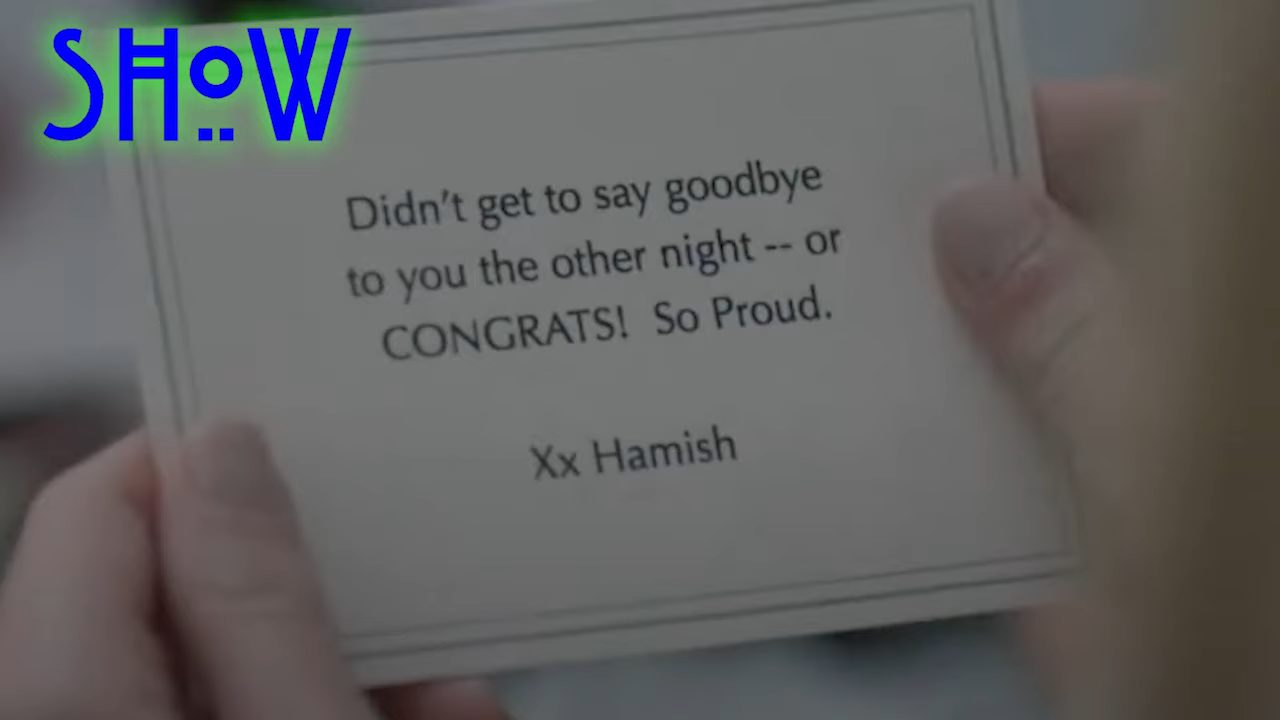 SHOW
Didn't get to say goodbye
to you the other night -- or
CONGRATS! So Proud.
Xx Hamish